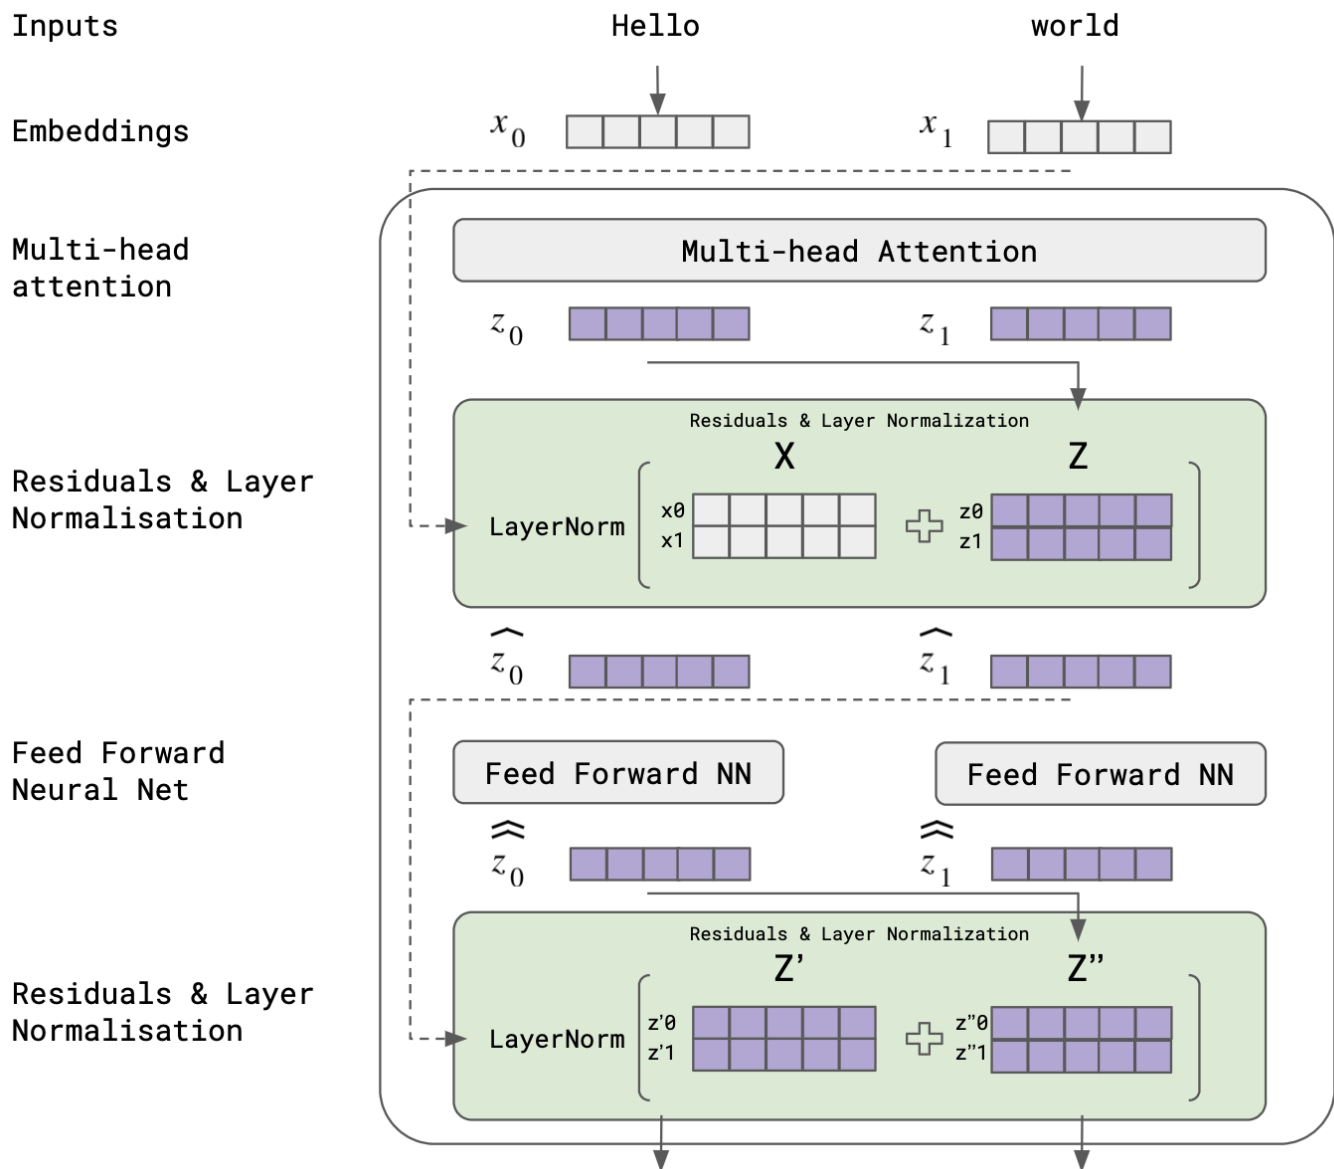 Inputs Hello world
Embeddings x0 x1
Multi-head
attention
Multi-head Attention
z0 z1
Residuals & Layer Normalization
X Z
Residuals & Layer
Normalisation
LayerNorm
x0 z0
x1 z1
ẑ0 ẑ1
Feed Forward
Neural Net
Feed Forward NN Feed Forward NN
ẑ̂0 ẑ̂1
Residuals & Layer Normalization
Z’ Z”
Residuals & Layer
Normalisation
LayerNorm
z’0 z”0
z’1 z”1